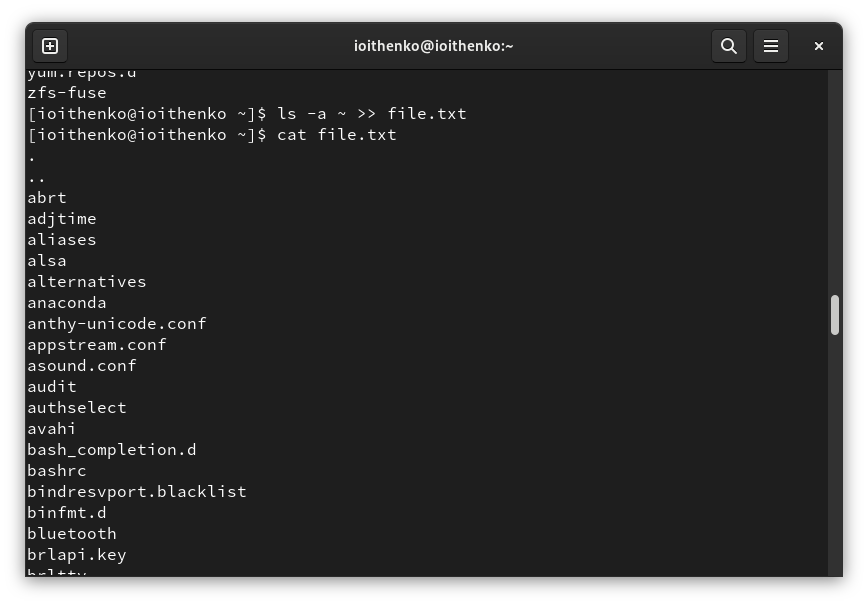 ioithenko@ioithenko:~
yum.repos.d
zfs-fuse
[ioithenko@ioithenko ~]$ ls -a ~ >> file.txt
[ioithenko@ioithenko ~]$ cat file.txt
.
..
abrt
adjtime
aliases
alsa
alternatives
anaconda
anthy-unicode.conf
appstream.conf
asound.conf
audit
authselect
avahi
bash_completion.d
bashrc
bindresvport.blacklist
binfmt.d
bluetooth
brlapi.key
brltty